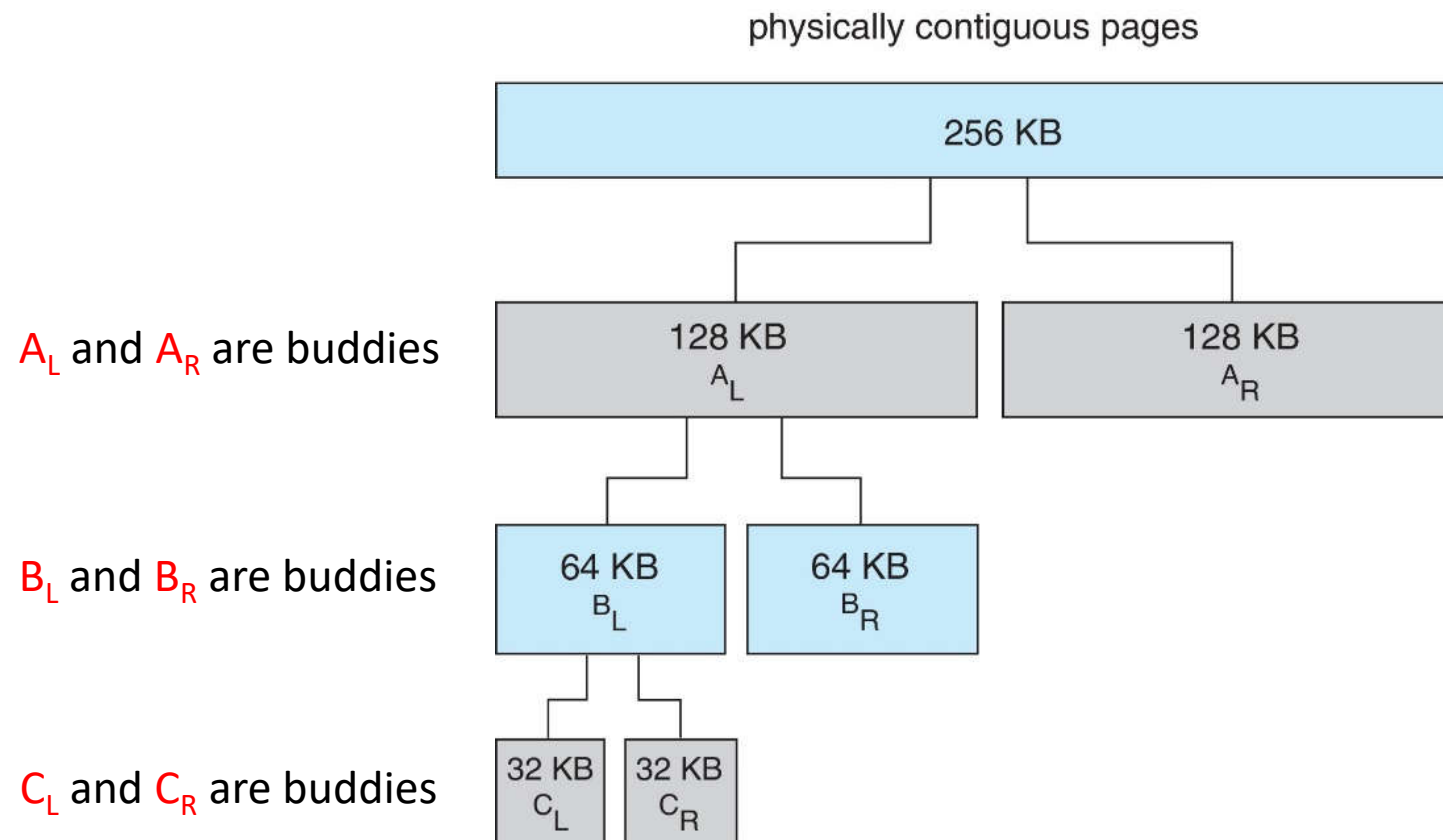 physically contiguous pages
256 KB
A_L and A_R are buddies
128 KB
A_L
128 KB
A_R
B_L and B_R are buddies
64 KB
B_L
64 KB
B_R
C_L and C_R are buddies
32 KB
C_L
32 KB
C_R